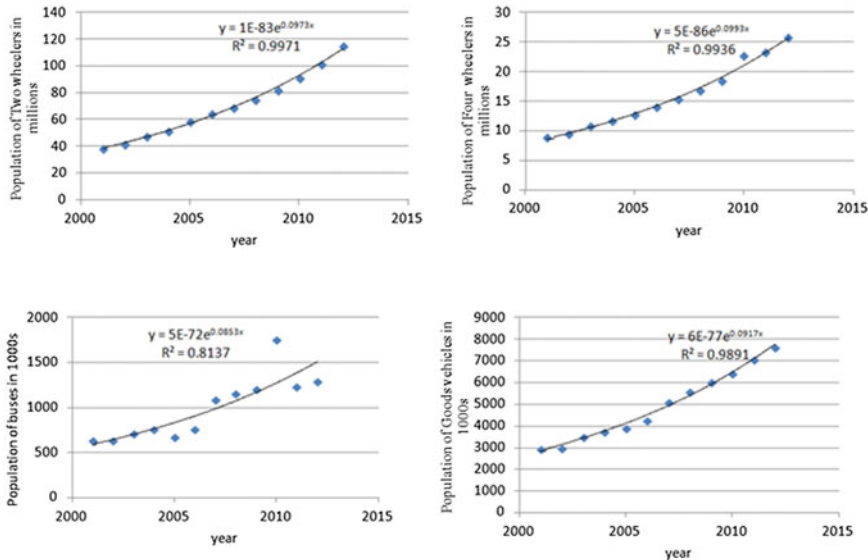 Population of Two wheelers in
millions
y = 1E-83e^0.0973x
R² = 0.9971
140
120
100
80
60
40
20
0
2000 2005 2010 2015
year
Population of Four wheelers in
millions
y = 5E-86e^0.0993x
R² = 0.9936
30
25
20
15
10
5
0
2000 2005 2010 2015
year
Population of buses in 1000s
y = 5E-72e^0.0853x
R² = 0.8137
2000
1500
1000
500
0
2000 2005 2010 2015
year
Population of Goods vehicles in
1000s
y = 6E-77e^0.0917x
R² = 0.9891
9000
8000
7000
6000
5000
4000
3000
2000
1000
0
2000 2005 2010 2015
year